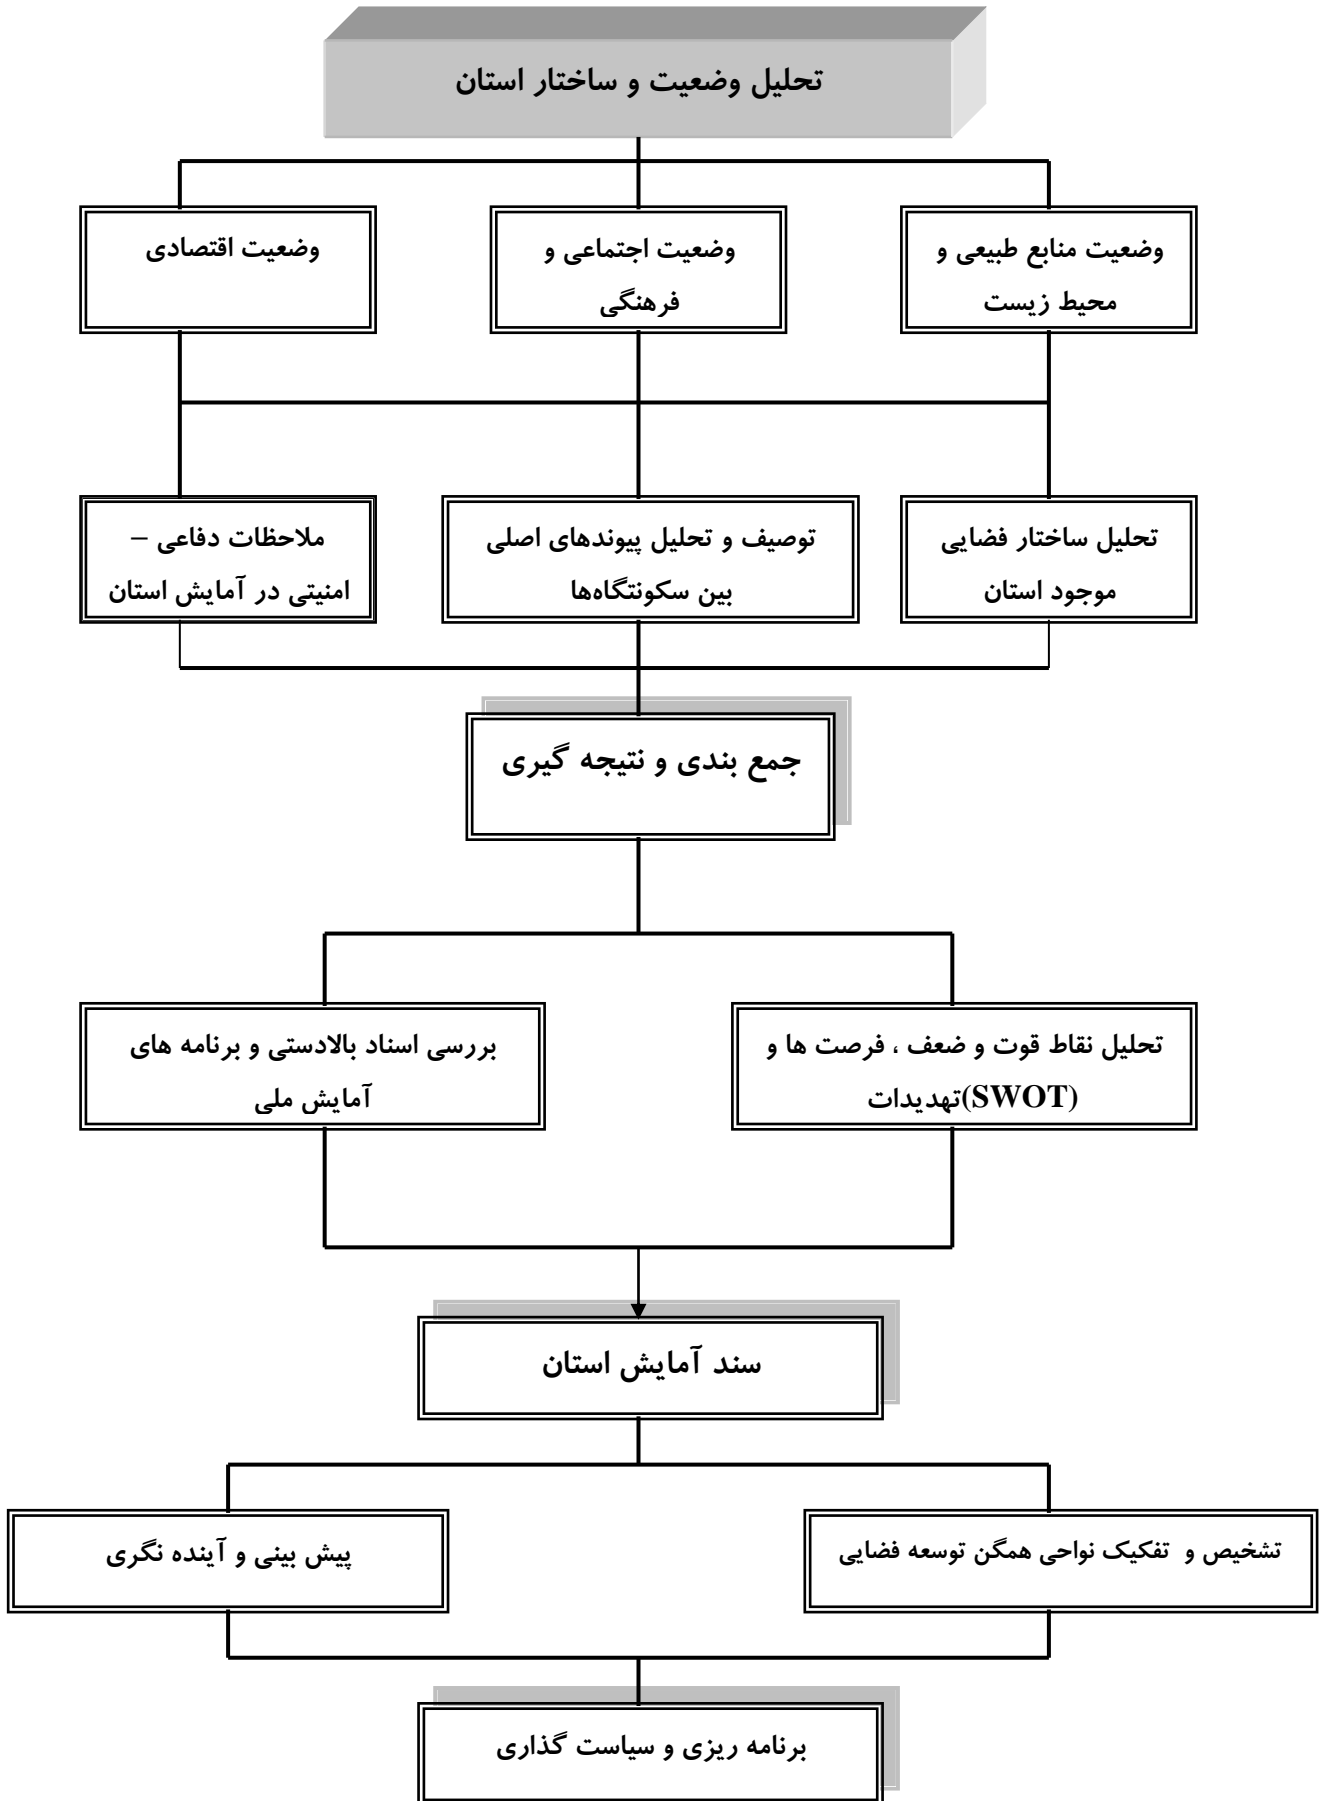 تحلیل وضعیت و ساختار استان
وضعیت منابع طبیعی و
محیط زیست
وضعیت اجتماعی و
فرهنگی
وضعیت اقتصادی
تحلیل ساختار فضایی
موجود استان
توصیف و تحلیل پیوندهای اصلی
بین سکونتگاه‌ها
ملاحظات دفاعی –
امنیتی در آمایش استان
جمع بندی و نتیجه گیری
تحلیل نقاط قوت و ضعف ، فرصت ها و
تهدیدات(SWOT)
بررسی اسناد بالادستی و برنامه های
آمایش ملی
سند آمایش استان
تشخیص و تفکیک نواحی همگن توسعه فضایی
پیش بینی و آینده نگری
برنامه ریزی و سیاست گذاری